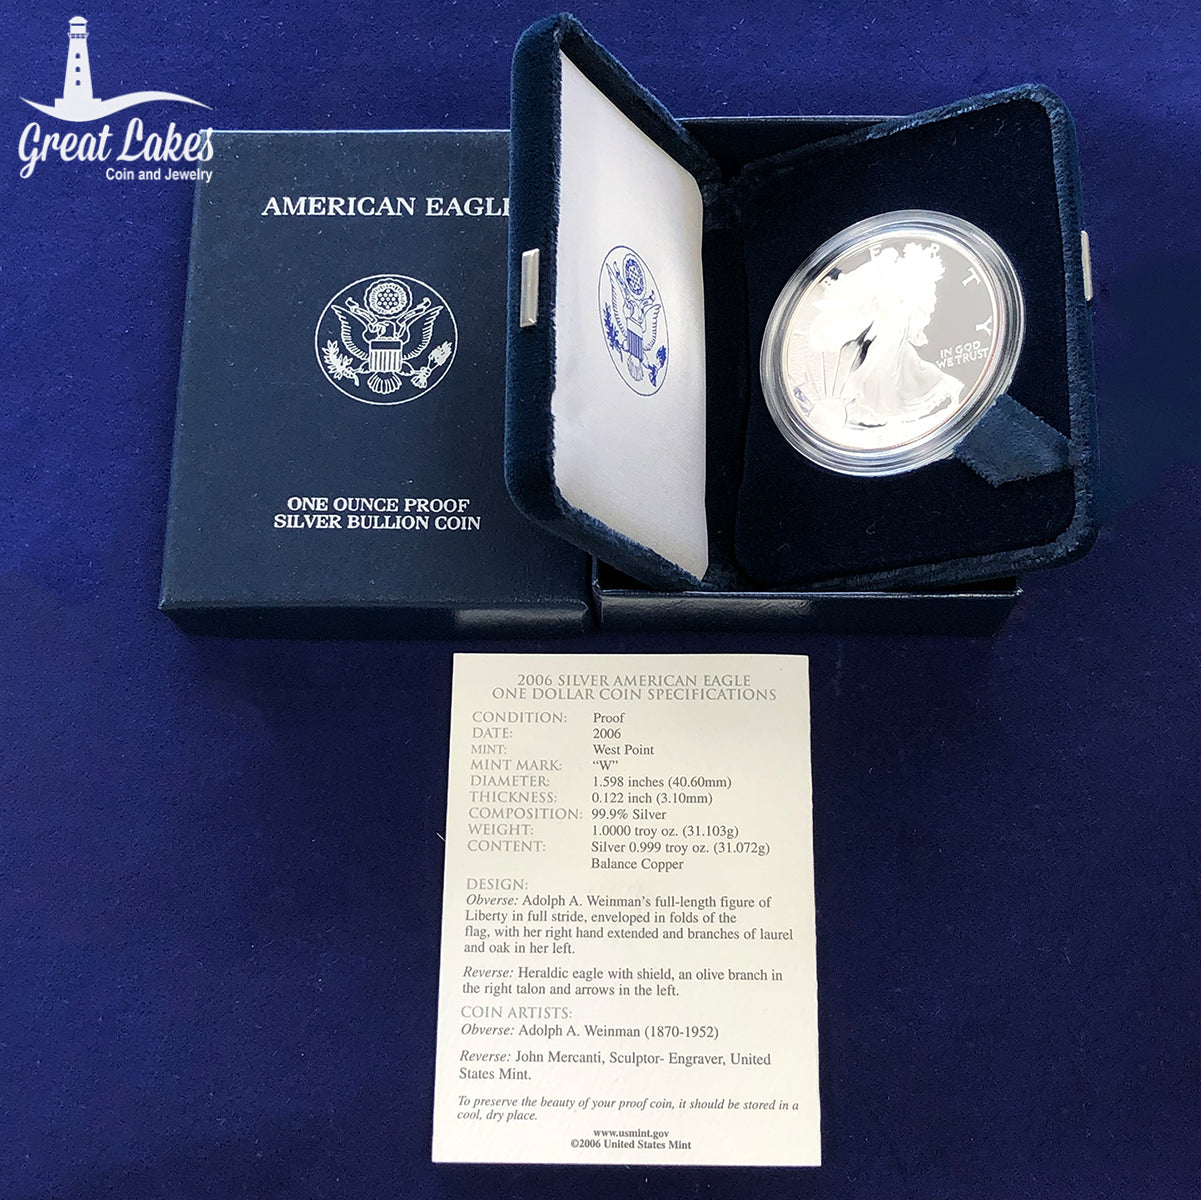 Great Lakes
Coin and Jewelry
AMERICAN EAGL
ONE OUNCE PROOF
SILVER BULLION COIN
ERTY
IN GOD
WE TRUST
2006 SILVER AMERICAN EAGLE
ONE DOLLAR COIN SPECIFICATIONS
CONDITION: Proof
DATE: 2006
MINT: West Point
MINT MARK: “W”
DIAMETER: 1.598 inches (40.60mm)
THICKNESS: 0.122 inch (3.10mm)
COMPOSITION: 99.9% Silver
WEIGHT: 1.0000 troy oz. (31.103g)
CONTENT: Silver 0.999 troy oz. (31.072g)
Balance Copper
DESIGN:
Obverse: Adolph A. Weinman’s full-length figure of
Liberty in full stride, enveloped in folds of the
flag, with her right hand extended and branches of laurel
and oak in her left.
Reverse: Heraldic eagle with shield, an olive branch in
the right talon and arrows in the left.
COIN ARTISTS:
Obverse: Adolph A. Weinman (1870-1952)
Reverse: John Mercanti, Sculptor- Engraver, United
States Mint.
To preserve the beauty of your proof coin, it should be stored in a
cool, dry place.
www.usmint.gov
©2006 United States Mint